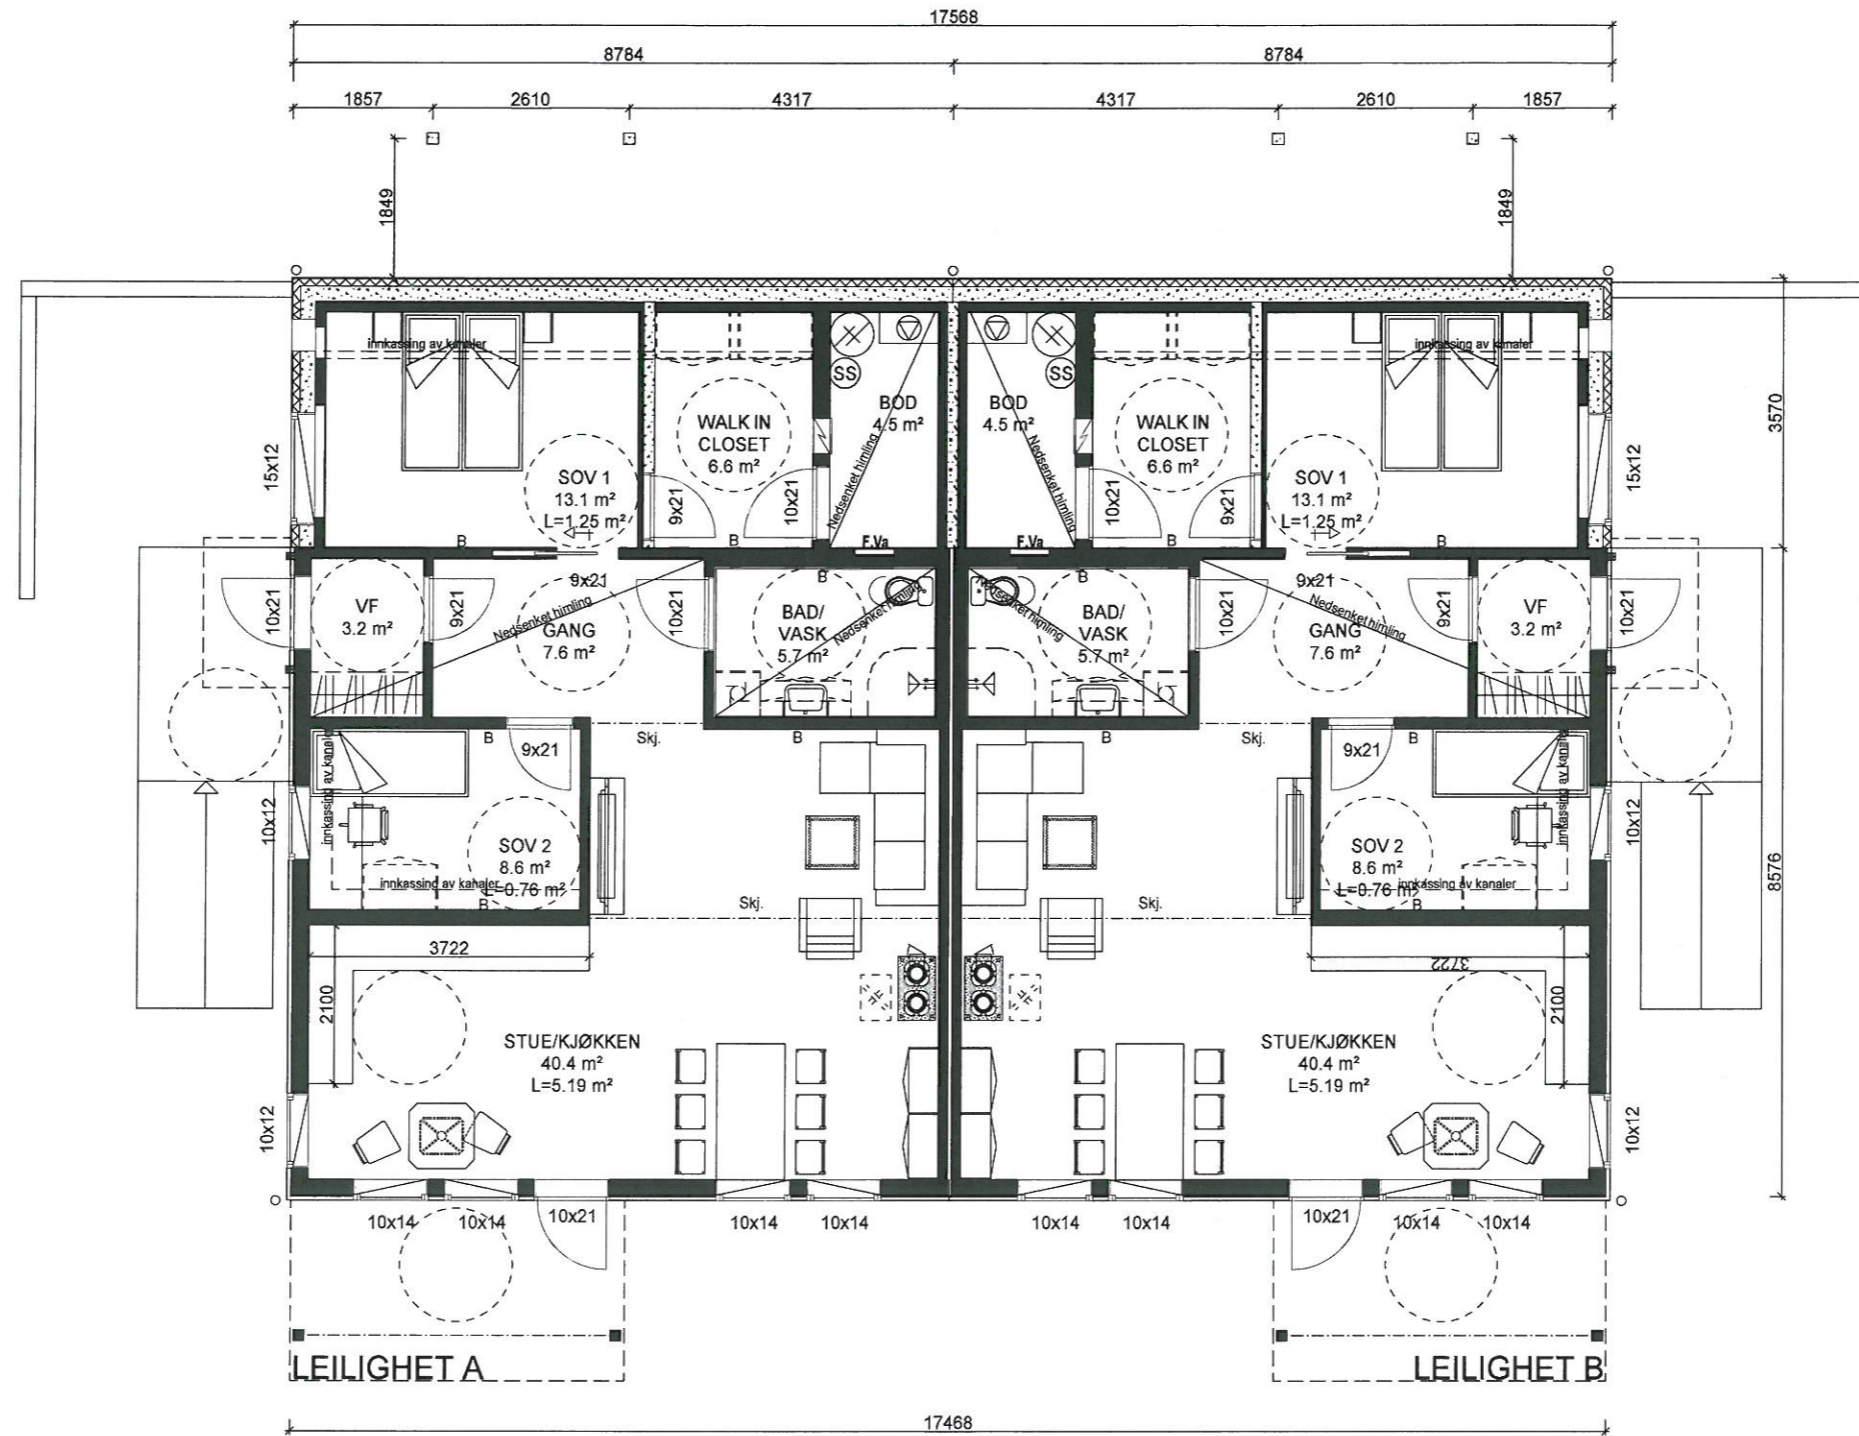 17568
8784 8784
1857 2610 4317 4317 2610 1857
1849 1849
innkassing av kanaler innkassing av kanaler
SS SS
BOD BOD
4.5 m² 4.5 m²
WALK IN WALK IN
CLOSET CLOSET
6.6 m² 6.6 m²
Nedsenket himling Nedsenket himling
3570
15x12 15x12
SOV 1 SOV 1
13.1 m² 13.1 m²
L=1.25 m² L=1.25 m²
9x21 10x21 10x21 9x21
B B F.Va F.Va B B
9x21 B B 9x21
10x21 9x21 10x21 10x21 9x21 10x21
VF VF
3.2 m² 3.2 m²
Nedsenket himling Nedsenket himling
GANG GANG
7.6 m² 7.6 m²
BAD/ BAD/
VASK VASK
5.7 m² 5.7 m²
Nedsenket himling Nedsenket himling
B Skj. B B Skj. B
9x21 9x21
innkassing av kanaler innkassing av kanaler
10x12 10x12
SOV 2 SOV 2
8.6 m² 8.6 m²
L=0.76 m² L=0.76 m²
innkassing av kanaler innkassing av kanaler
8576
B Skj. Skj. B
3722 3722
2100 2100
STUE/KJØKKEN STUE/KJØKKEN
40.4 m² 40.4 m²
L=5.19 m² L=5.19 m²
10x12 10x12
10x14 10x14 10x21 10x14 10x14 10x14 10x14 10x21 10x14 10x14
LEILIGHET A LEILIGHET B
17468